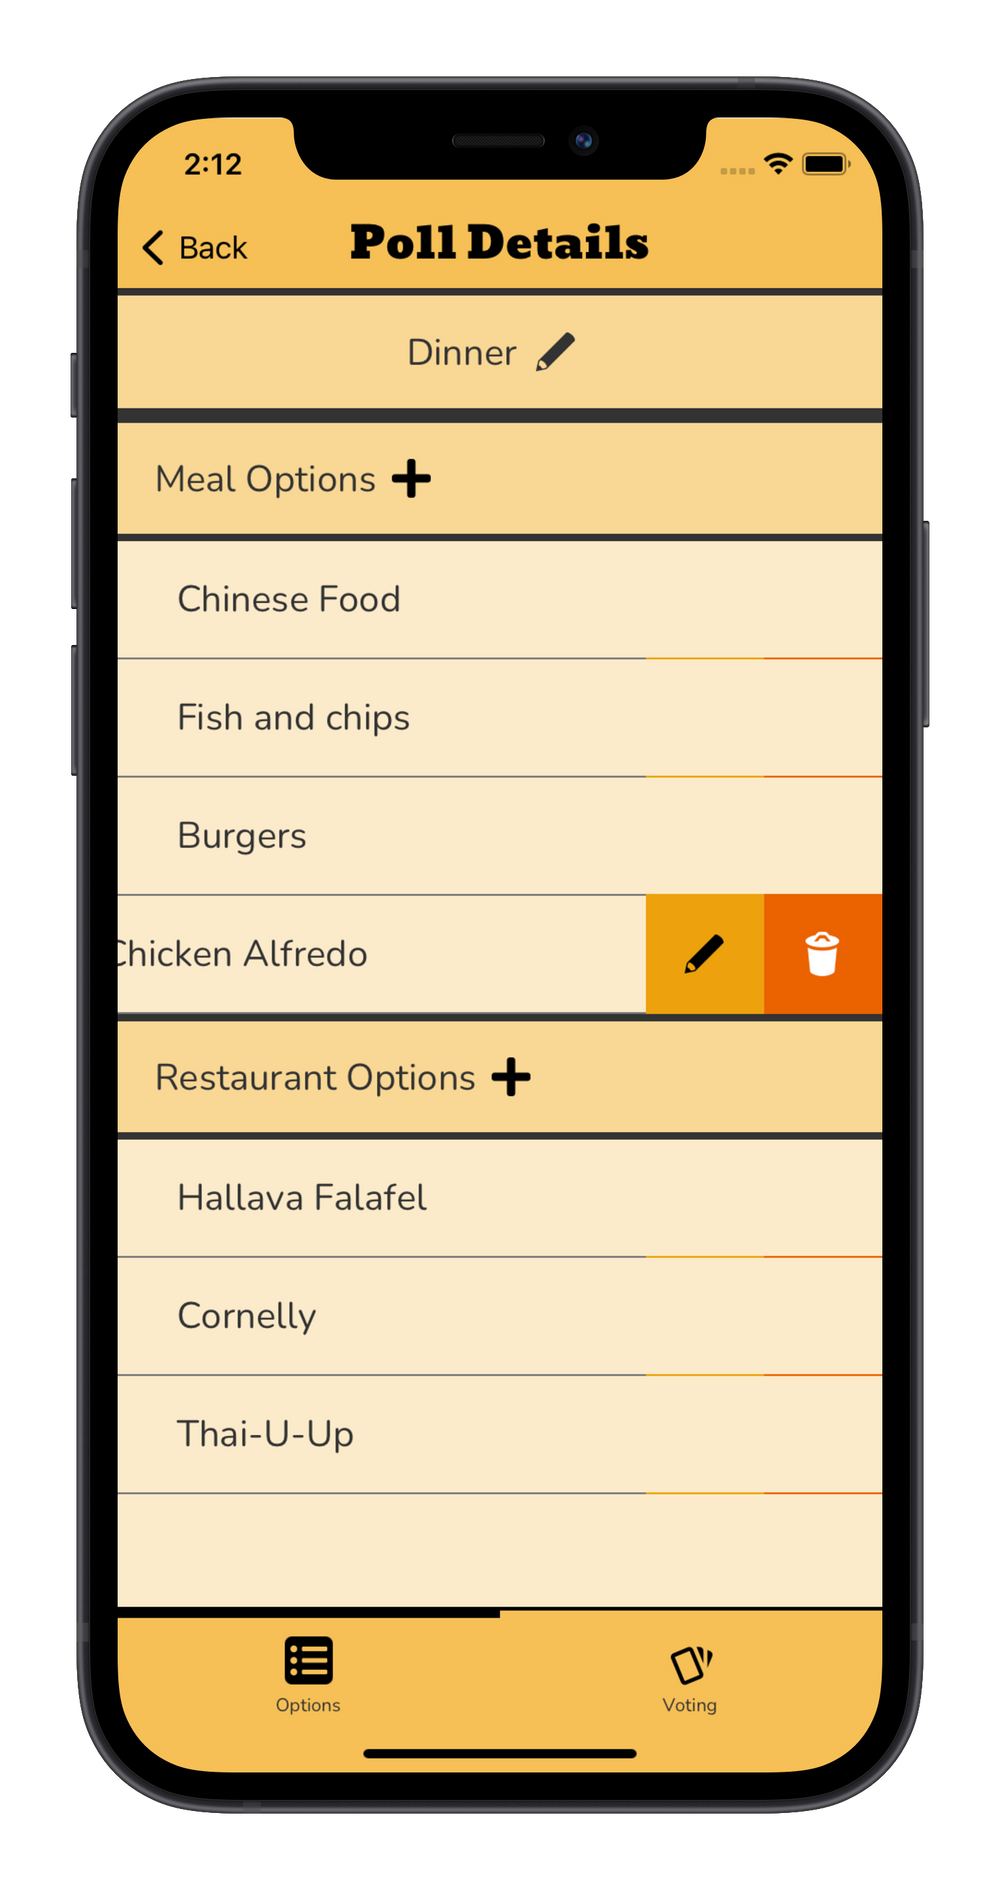 2:12
Back
Poll Details
Dinner
Meal Options
Chinese Food
Fish and chips
Burgers
Chicken Alfredo
Restaurant Options
Hallava Falafel
Cornelly
Thai-U-Up
Options
Voting